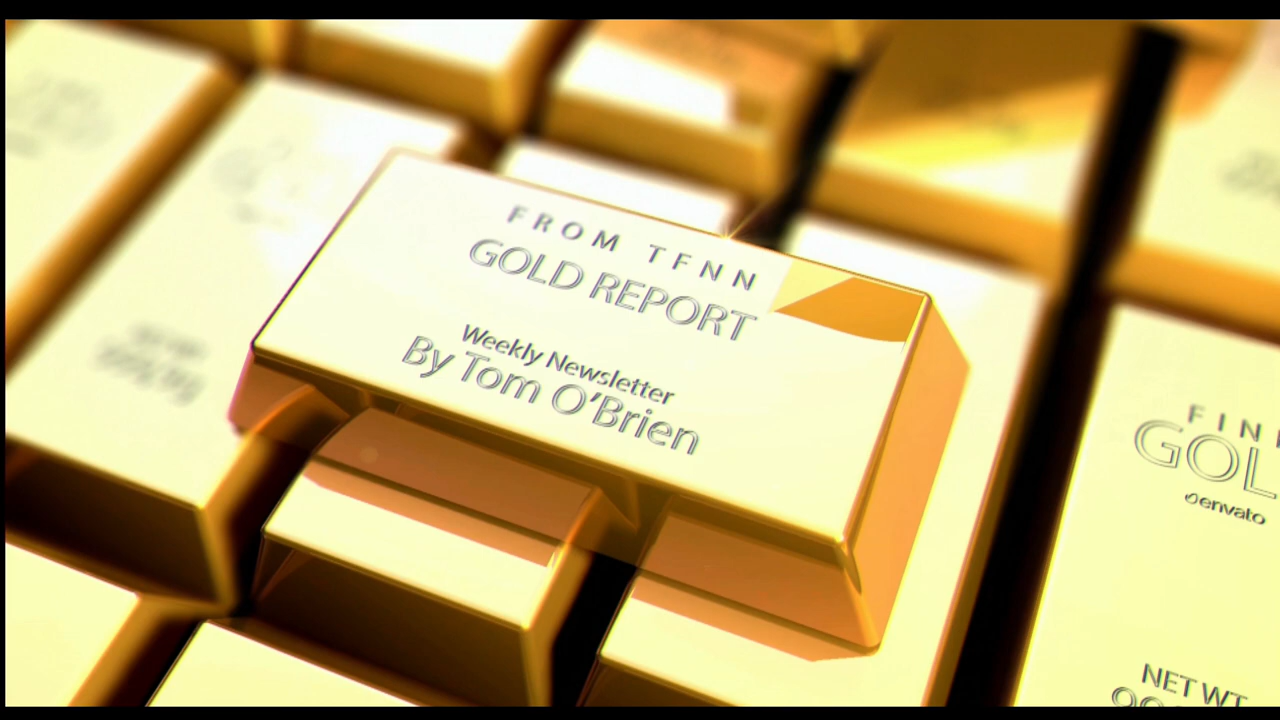 FROM TFNN
GOLD REPORT
Weekly Newsletter
By Tom O'Brien
GOL
envato
NET WT